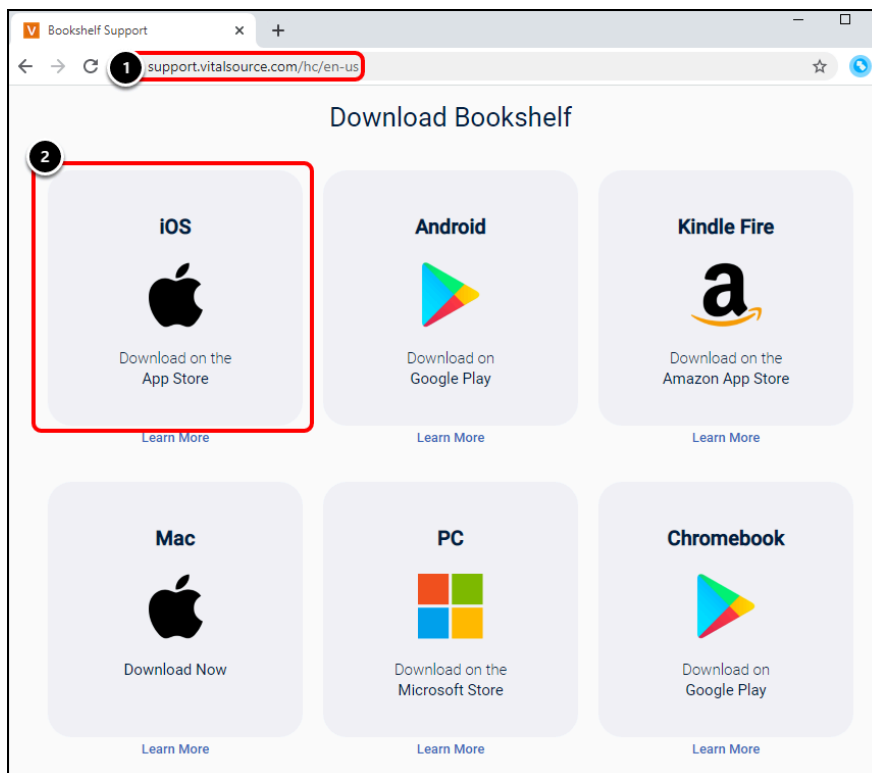 Bookshelf Support
1
support.vitalsource.com/hc/en-us
Download Bookshelf
2
iOS
Download on the
App Store
Learn More
Android
Download on
Google Play
Learn More
Kindle Fire
Download on the
Amazon App Store
Learn More
Mac
Download Now
Learn More
PC
Download on the
Microsoft Store
Learn More
Chromebook
Download on
Google Play
Learn More